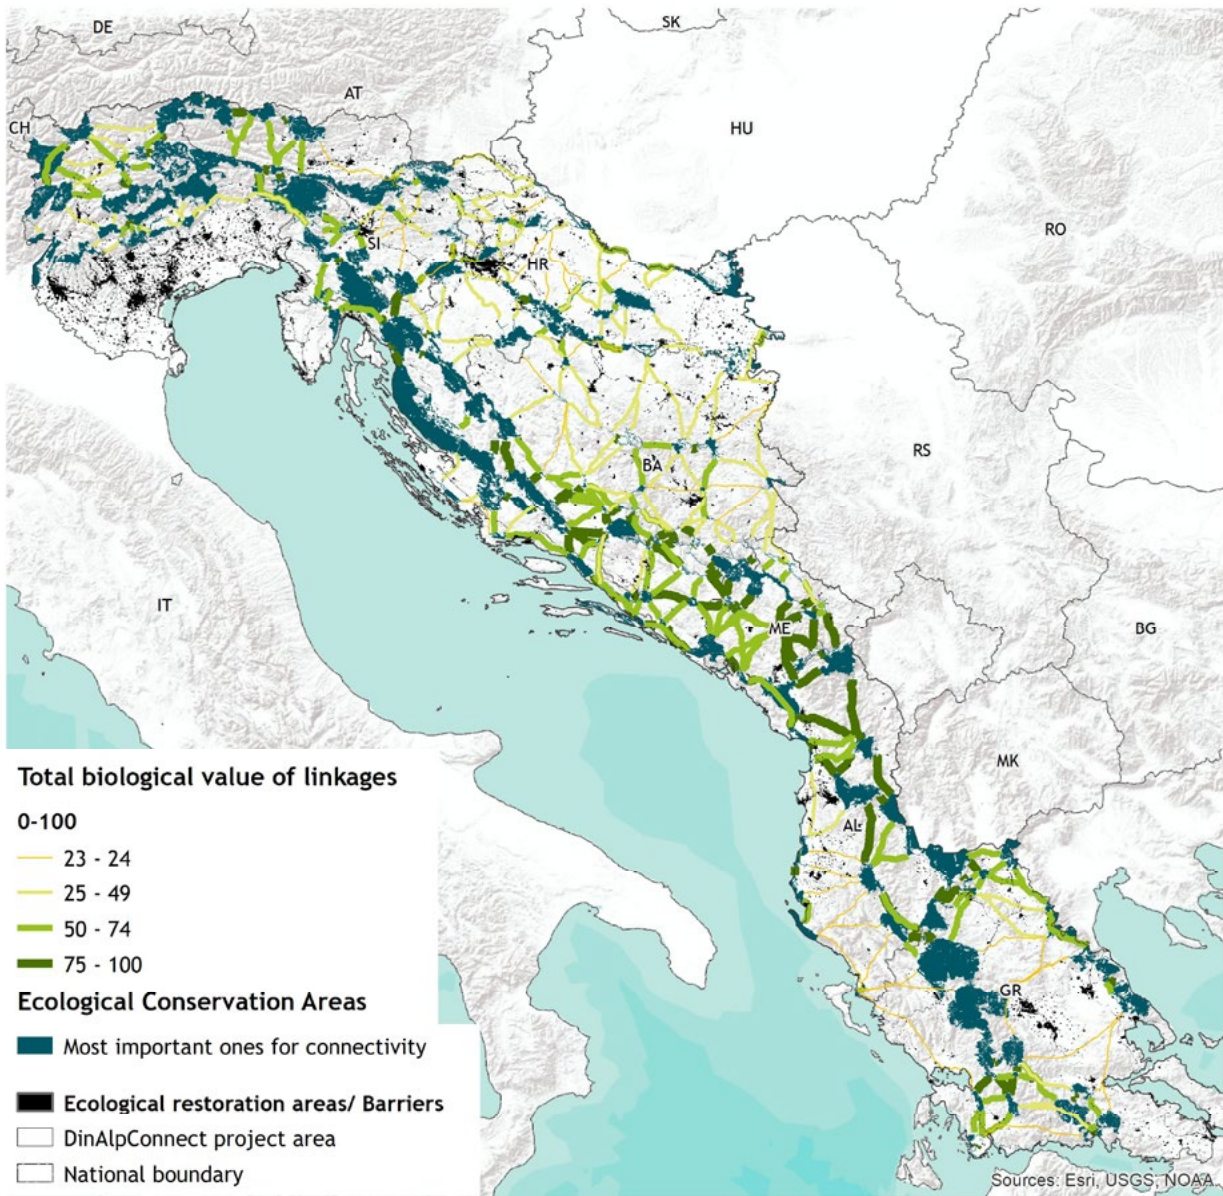 DE
SK
AT
HU
CH
RO
SI
HR
RS
BA
IT
ME
BG
MK
AL
GR
Total biological value of linkages
0-100
23 - 24
25 - 49
50 - 74
75 - 100
Ecological Conservation Areas
Most important ones for connectivity
Ecological restoration areas/ Barriers
DinAlpConnect project area
National boundary
Sources: Esri, USGS, NOAA